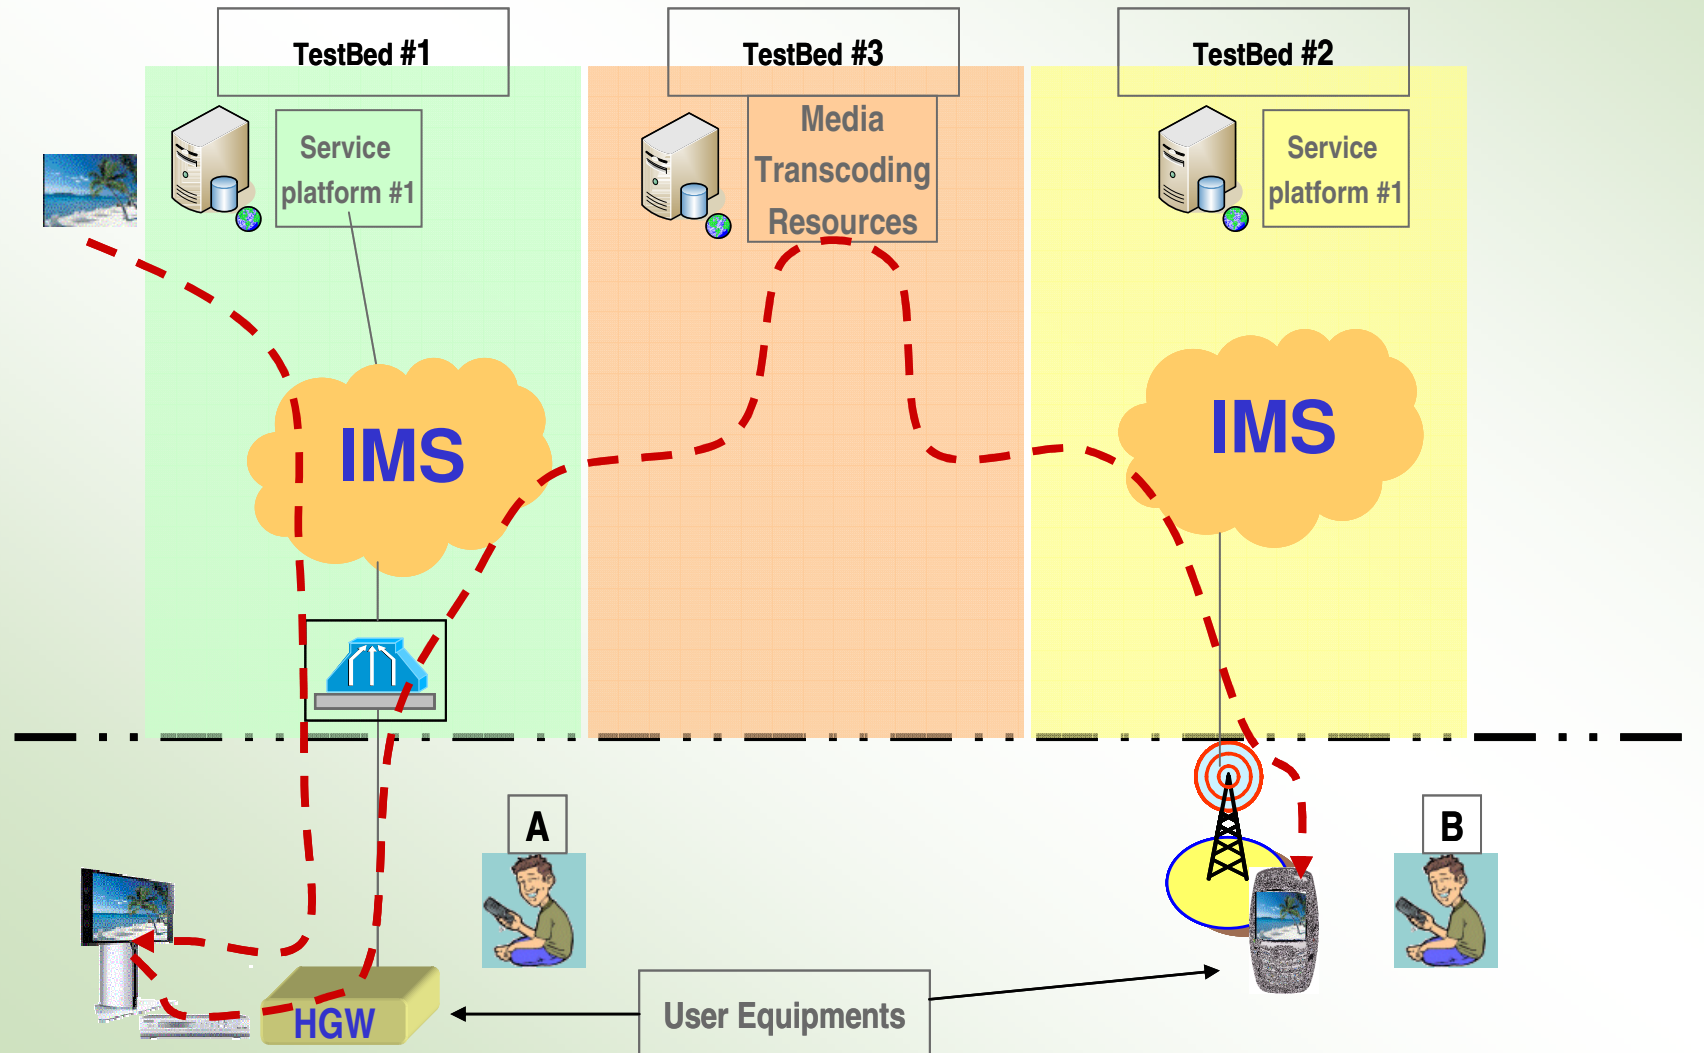 TestBed #1
TestBed #3
TestBed #2
Service
platform #1
Media
Transcoding
Resources
Service
platform #1
IMS
IMS
A
B
HGW
User Equipments